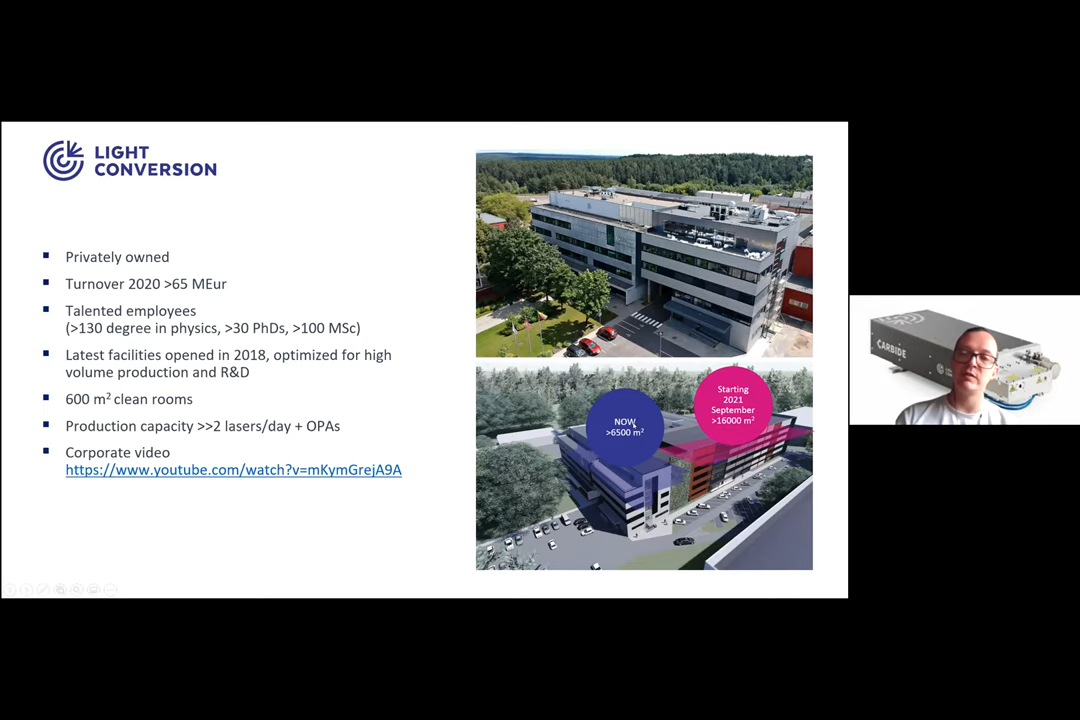 LIGHT
CONVERSION
Privately owned
Turnover 2020 >65 MEur
Talented employees
(>130 degree in physics, >30 PhDs, >100 MSc)
Latest facilities opened in 2018, optimized for high
volume production and R&D
600 m² clean rooms
Production capacity >>2 lasers/day + OPAs
Corporate video
https://www.youtube.com/watch?v=mKymGrejA9A
NOW
>6500 m²
Starting
2021
September
>16000 m²
CARBIDE